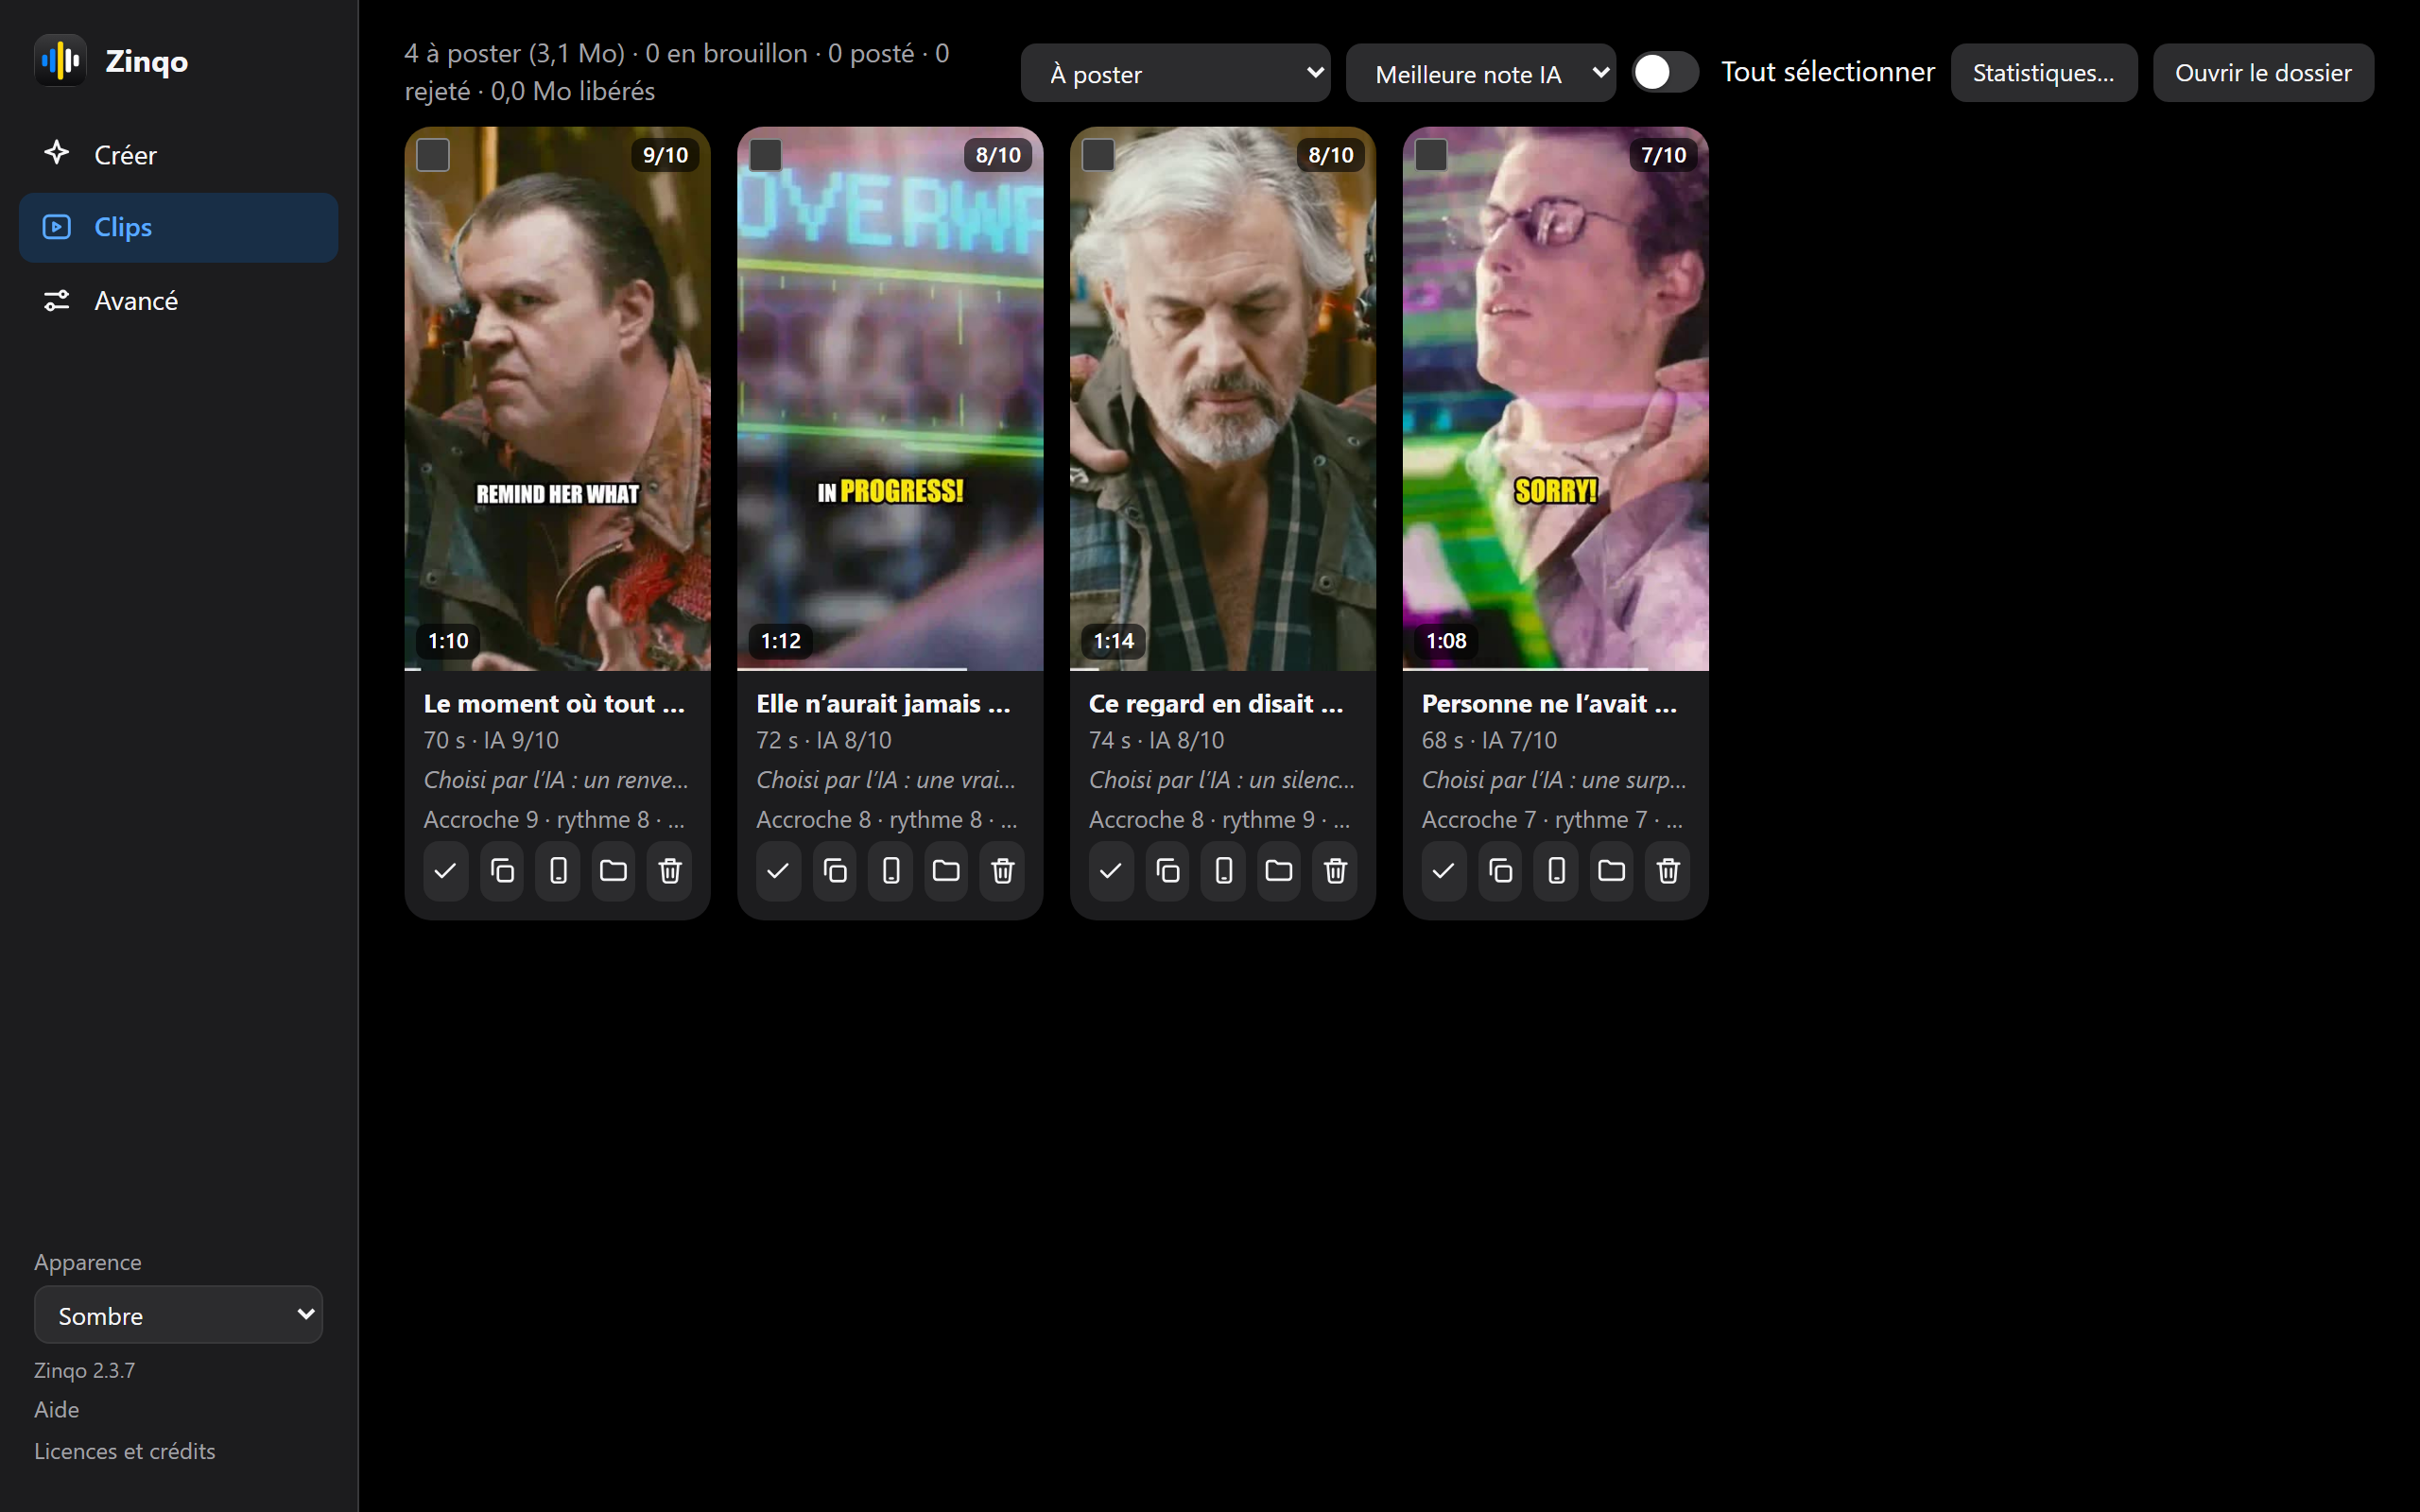 Zinqo
Créer
Clips
Avancé
4 à poster (3,1 Mo) · 0 en brouillon · 0 posté · 0
rejeté · 0,0 Mo libérés
À poster
Meilleure note IA
Tout sélectionner
Statistiques...
Ouvrir le dossier
9/10
REMIND HER WHAT
1:10
Le moment où tout ...
70 s · IA 9/10
Choisi par l’IA : un renve...
Accroche 9 · rythme 8 · ...
8/10
OVERWR
IN PROGRESS!
1:12
Elle n’aurait jamais ...
72 s · IA 8/10
Choisi par l’IA : une vrai...
Accroche 8 · rythme 8 · ...
8/10
1:14
Ce regard en disait ...
74 s · IA 8/10
Choisi par l’IA : un silenc...
Accroche 8 · rythme 9 · ...
7/10
SORRY!
1:08
Personne ne l’avait ...
68 s · IA 7/10
Choisi par l’IA : une surp...
Accroche 7 · rythme 7 · ...
Apparence
Sombre
Zinqo 2.3.7
Aide
Licences et crédits